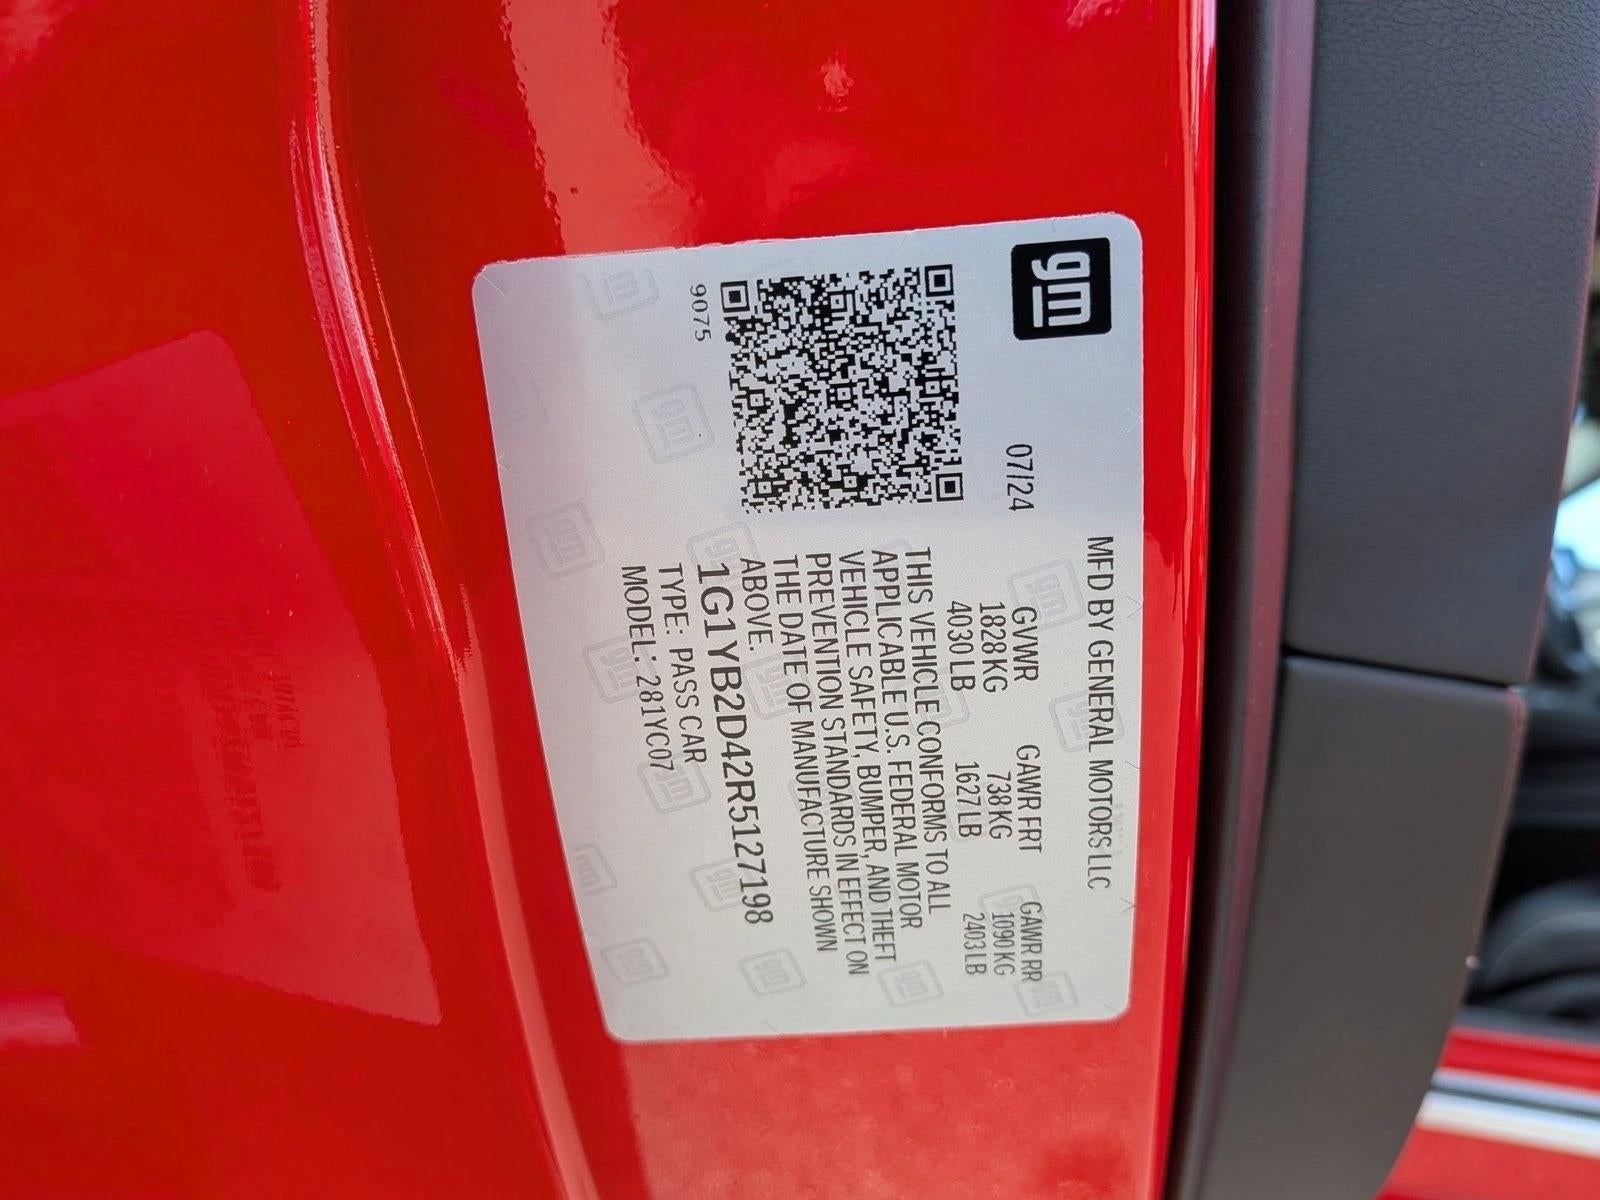 gm
07/24
MFD BY GENERAL MOTORS LLC
GVWR GAWR FRT GAWR RR
1828 KG 738 KG 1090 KG
4030 LB 1627 LB 2403 LB
THIS VEHICLE CONFORMS TO ALL
APPLICABLE U.S. FEDERAL MOTOR
VEHICLE SAFETY, BUMPER, AND THEFT
PREVENTION STANDARDS IN EFFECT ON
THE DATE OF MANUFACTURE SHOWN
ABOVE.
1G1YB2D42R5127198
TYPE: PASS CAR
MODEL: 281YC07
9075